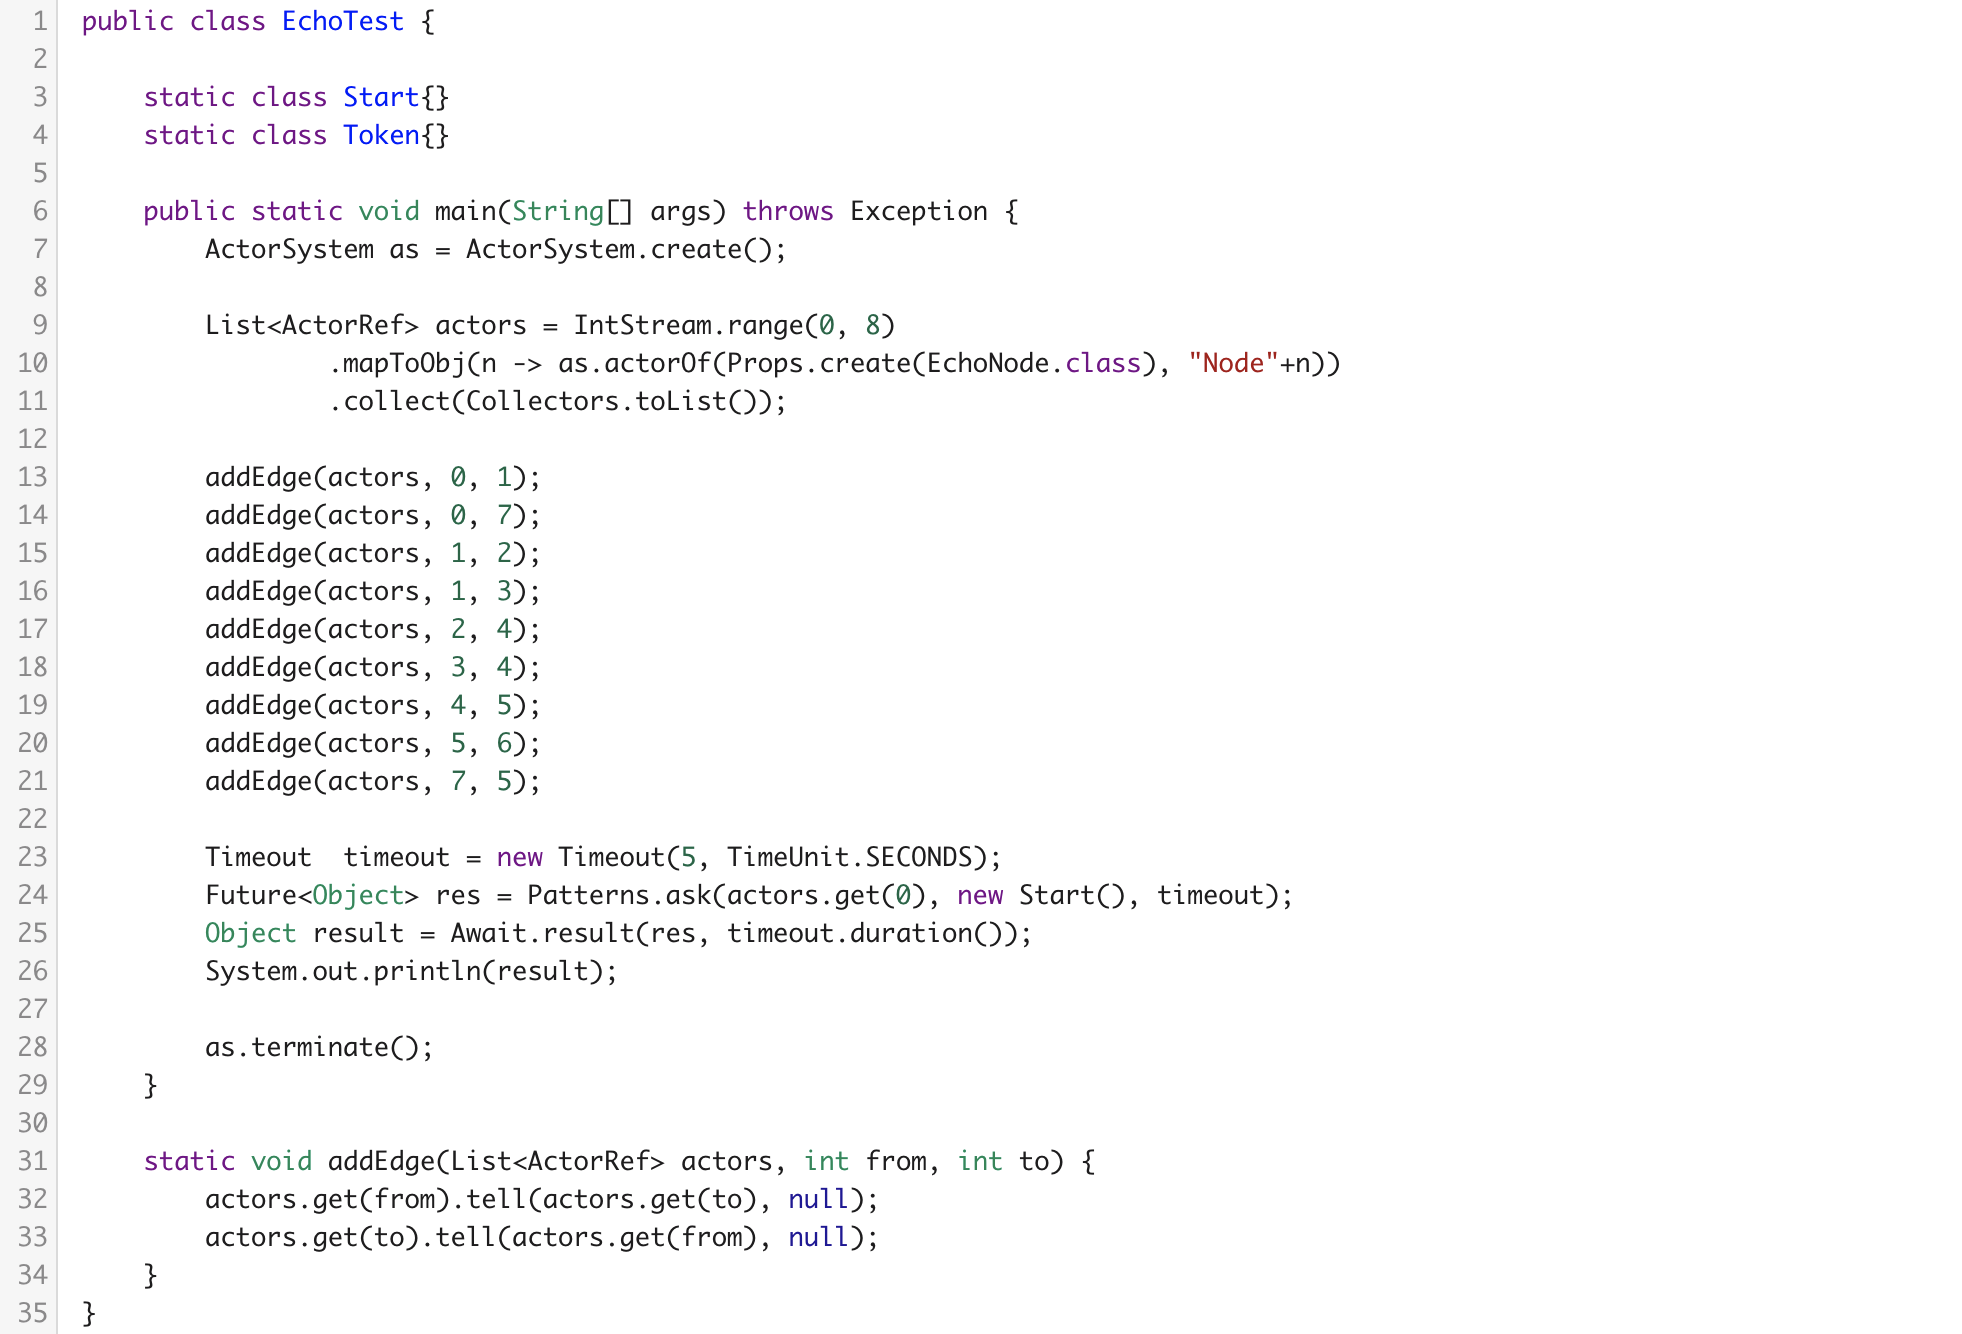 1 public class EchoTest {
2
3     static class Start{}
4     static class Token{}
5
6     public static void main(String[] args) throws Exception {
7         ActorSystem as = ActorSystem.create();
8
9         List<ActorRef> actors = IntStream.range(0, 8)
10                 .mapToObj(n -> as.actorOf(Props.create(EchoNode.class), "Node"+n))
11                 .collect(Collectors.toList());
12
13         addEdge(actors, 0, 1);
14         addEdge(actors, 0, 7);
15         addEdge(actors, 1, 2);
16         addEdge(actors, 1, 3);
17         addEdge(actors, 2, 4);
18         addEdge(actors, 3, 4);
19         addEdge(actors, 4, 5);
20         addEdge(actors, 5, 6);
21         addEdge(actors, 7, 5);
22
23         Timeout  timeout = new Timeout(5, TimeUnit.SECONDS);
24         Future<Object> res = Patterns.ask(actors.get(0), new Start(), timeout);
25         Object result = Await.result(res, timeout.duration());
26         System.out.println(result);
27
28         as.terminate();
29     }
30
31     static void addEdge(List<ActorRef> actors, int from, int to) {
32         actors.get(from).tell(actors.get(to), null);
33         actors.get(to).tell(actors.get(from), null);
34     }
35 }